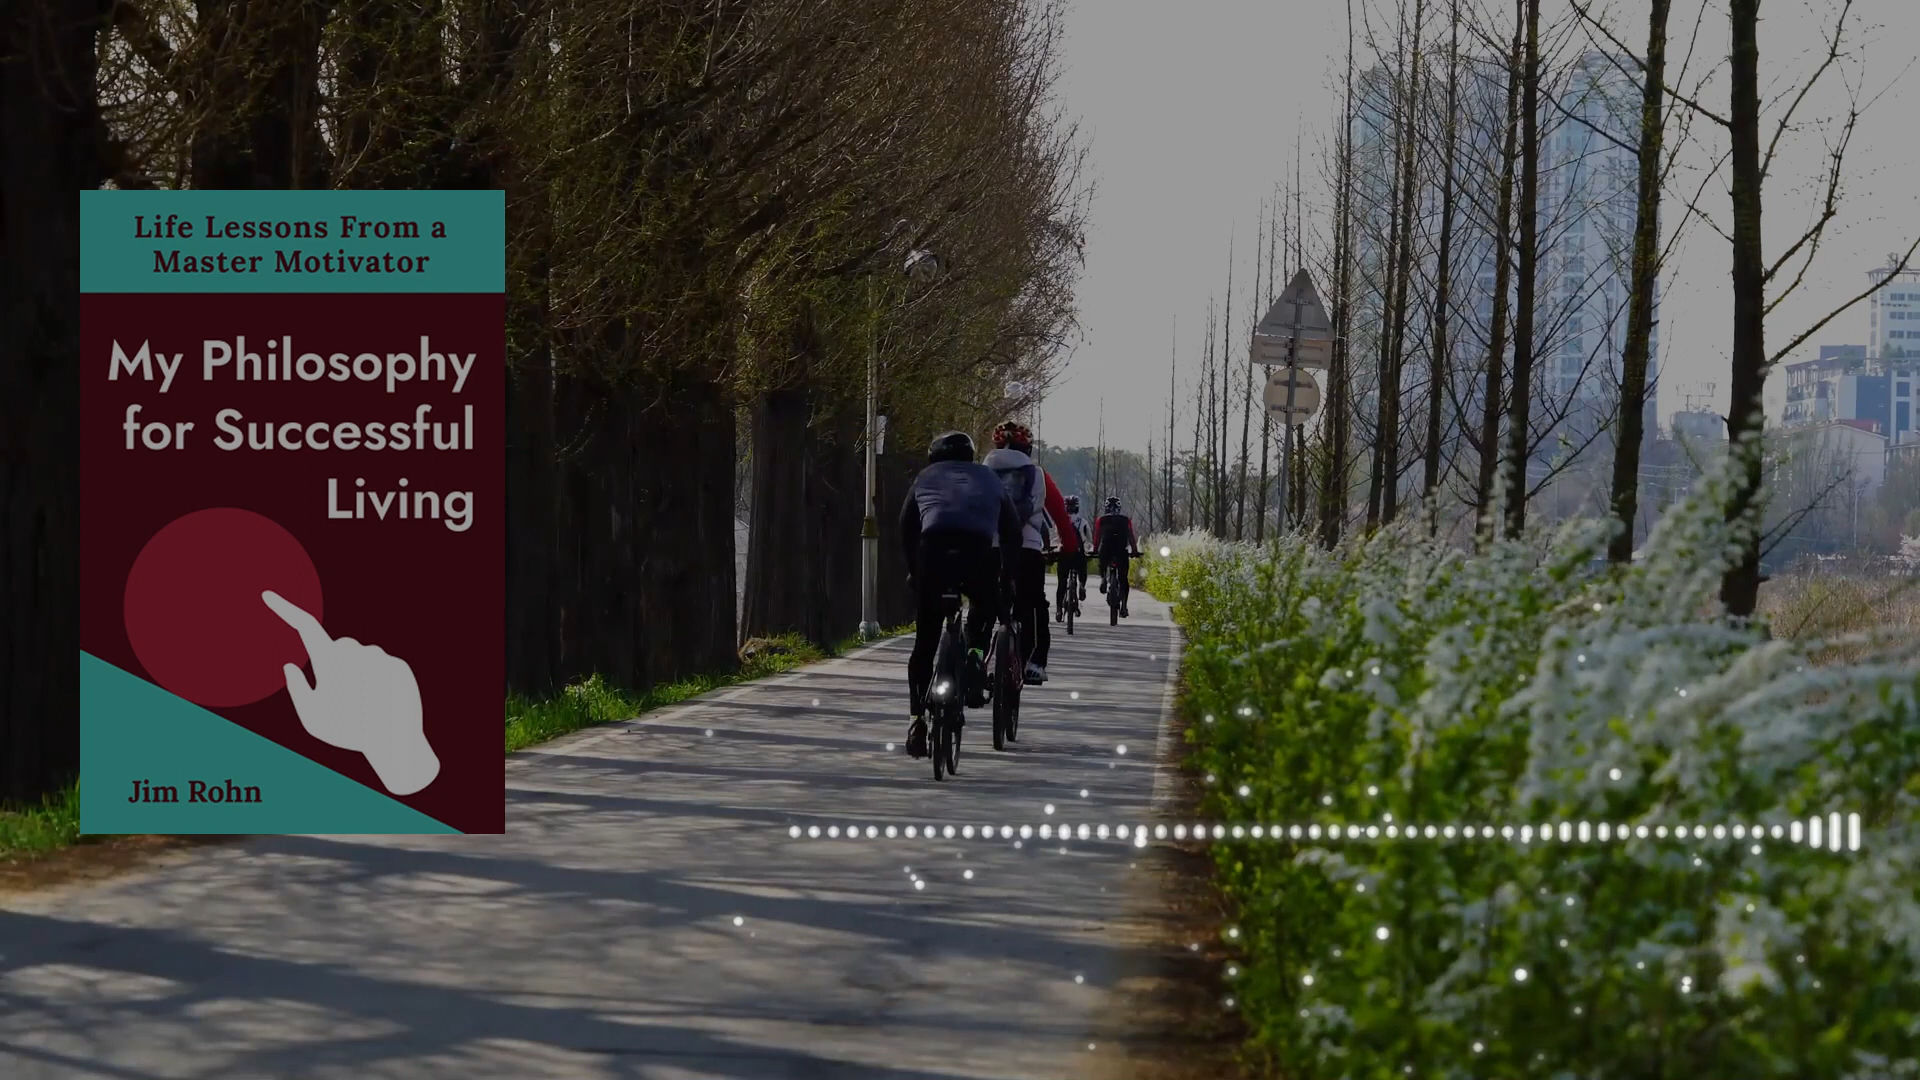 Life Lessons From a
Master Motivator
My Philosophy
for Successful
Living
Jim Rohn